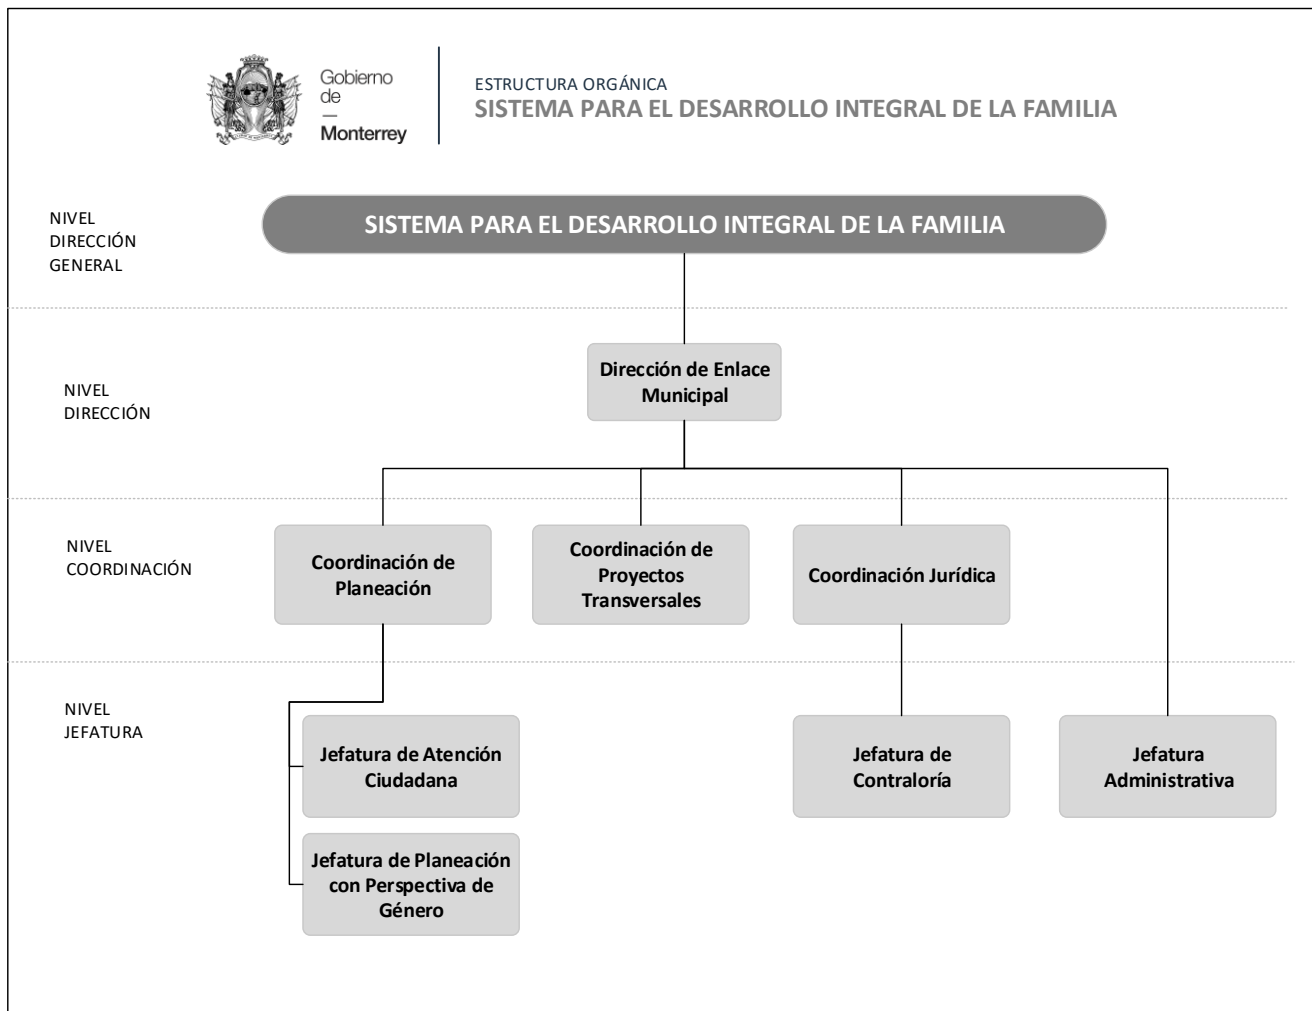 Gobierno
de
—
Monterrey
ESTRUCTURA ORGÁNICA
SISTEMA PARA EL DESARROLLO INTEGRAL DE LA FAMILIA
NIVEL
DIRECCIÓN
GENERAL
SISTEMA PARA EL DESARROLLO INTEGRAL DE LA FAMILIA
NIVEL
DIRECCIÓN
Dirección de Enlace
Municipal
NIVEL
COORDINACIÓN
Coordinación de
Planeación
Coordinación de
Proyectos
Transversales
Coordinación Jurídica
NIVEL
JEFATURA
Jefatura de Atención
Ciudadana
Jefatura de
Contraloría
Jefatura
Administrativa
Jefatura de Planeación
con Perspectiva de
Género